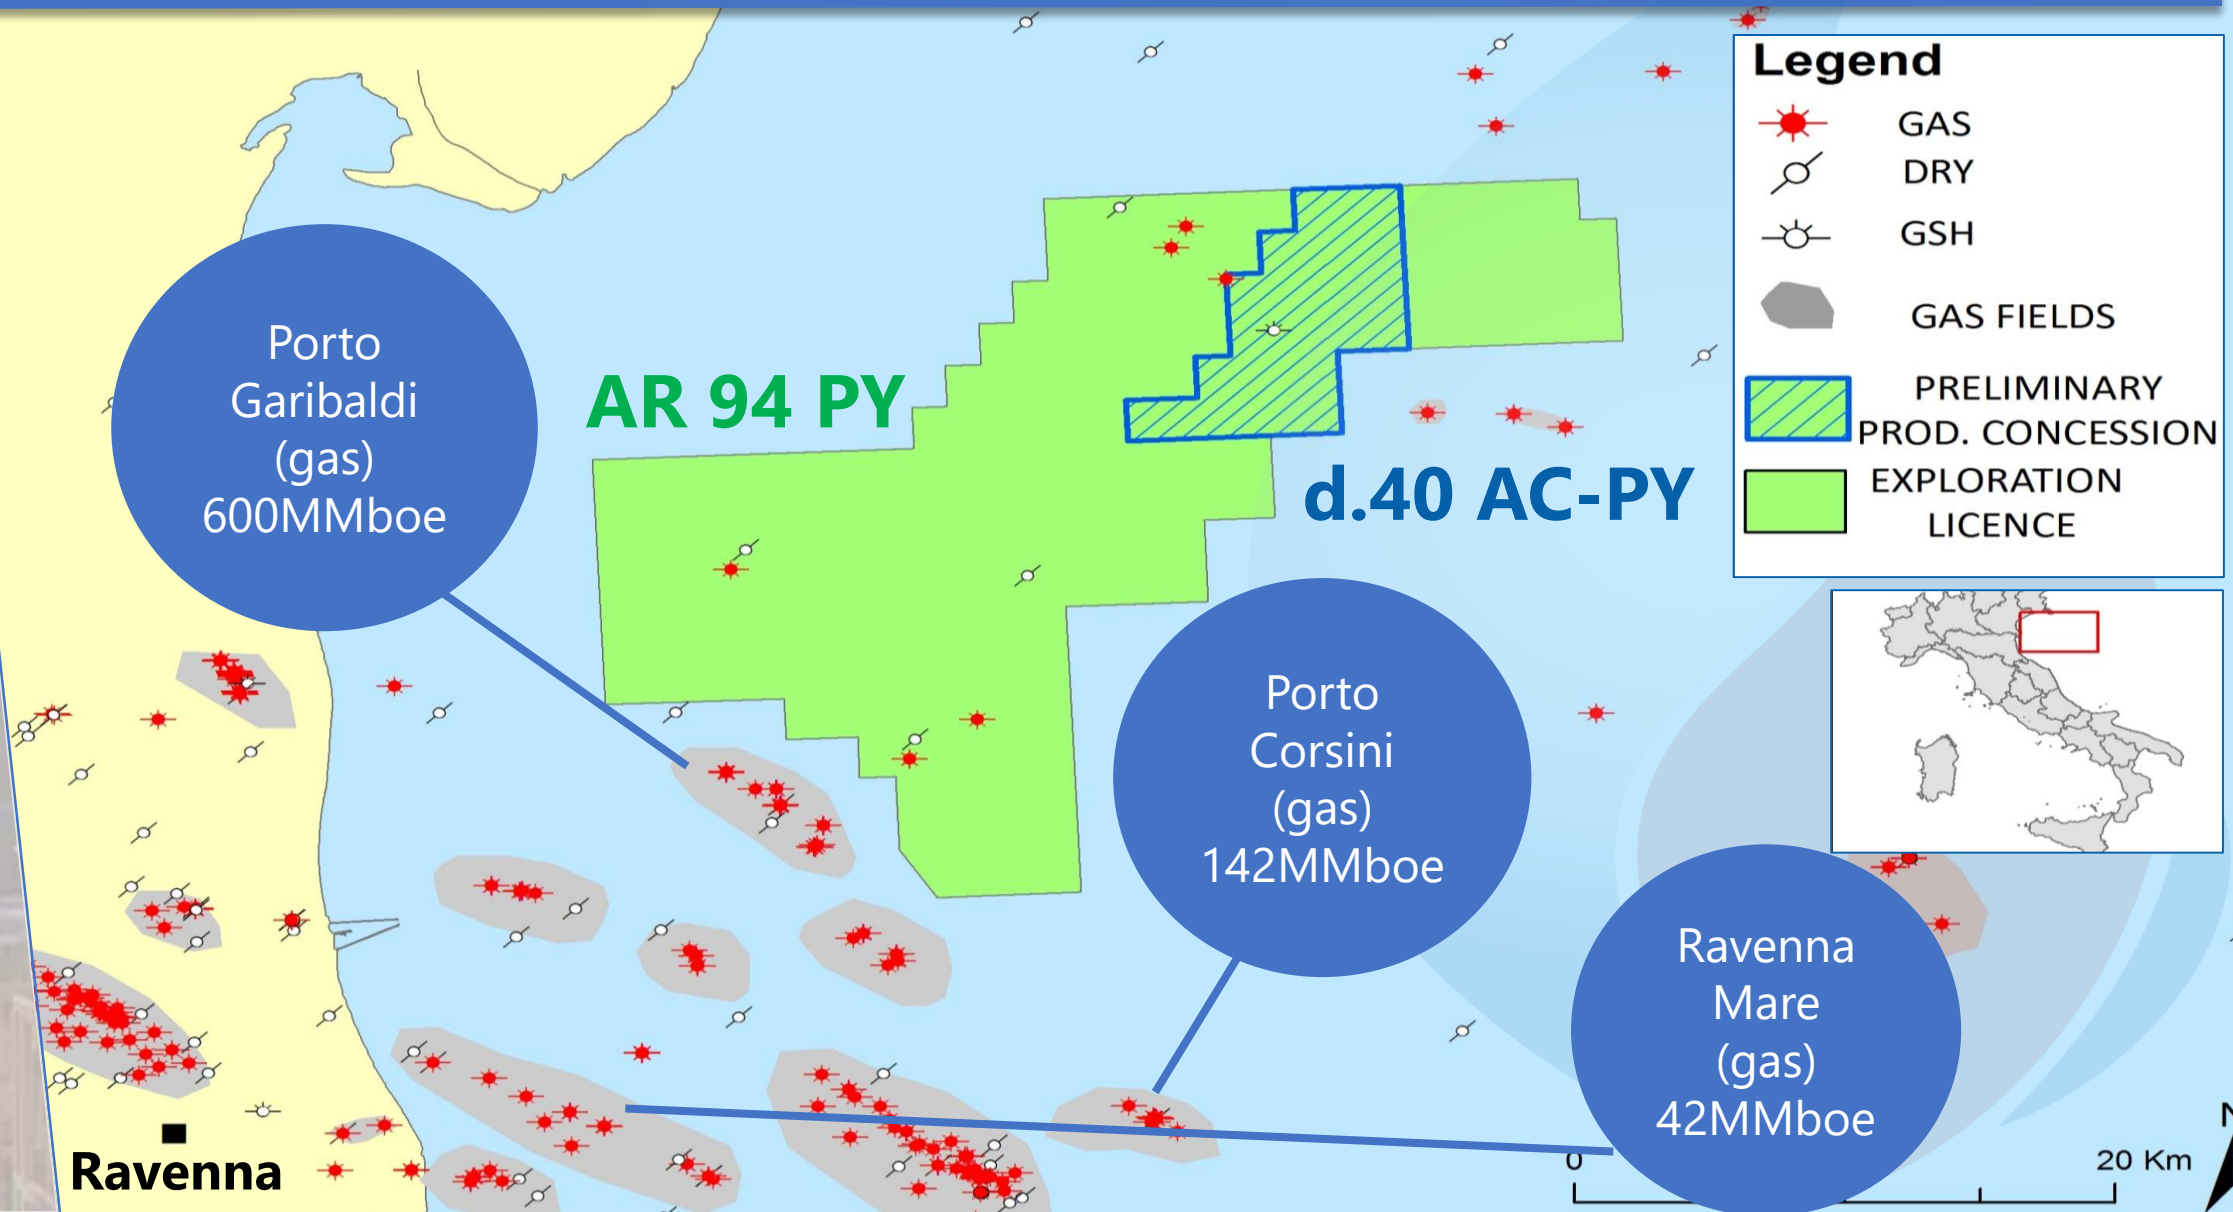 Legend
GAS
DRY
GSH
GAS FIELDS
PRELIMINARY
PROD. CONCESSION
EXPLORATION
LICENCE
Porto
Garibaldi
(gas)
600MMboe
AR 94 PY
d.40 AC-PY
Porto
Corsini
(gas)
142MMboe
Ravenna
Mare
(gas)
42MMboe
Ravenna
0
20 Km
N